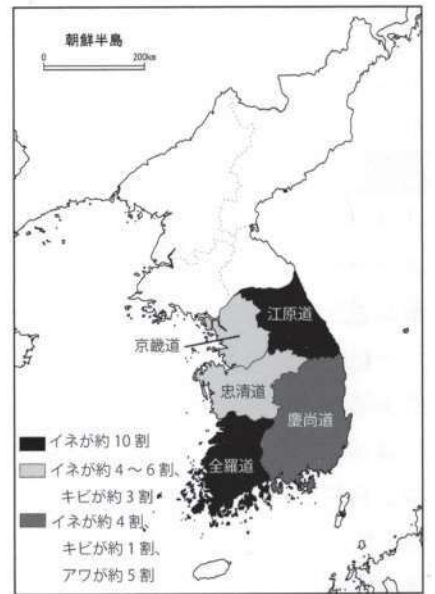 朝鮮半島
0 200km
江原道
京畿道
忠清道
慶尚道
全羅道
イネが約 10 割
イネが約 4 〜 6 割、
キビが約 3 割
イネが約 4 割、
キビが約 1 割、
アワが約 5 割